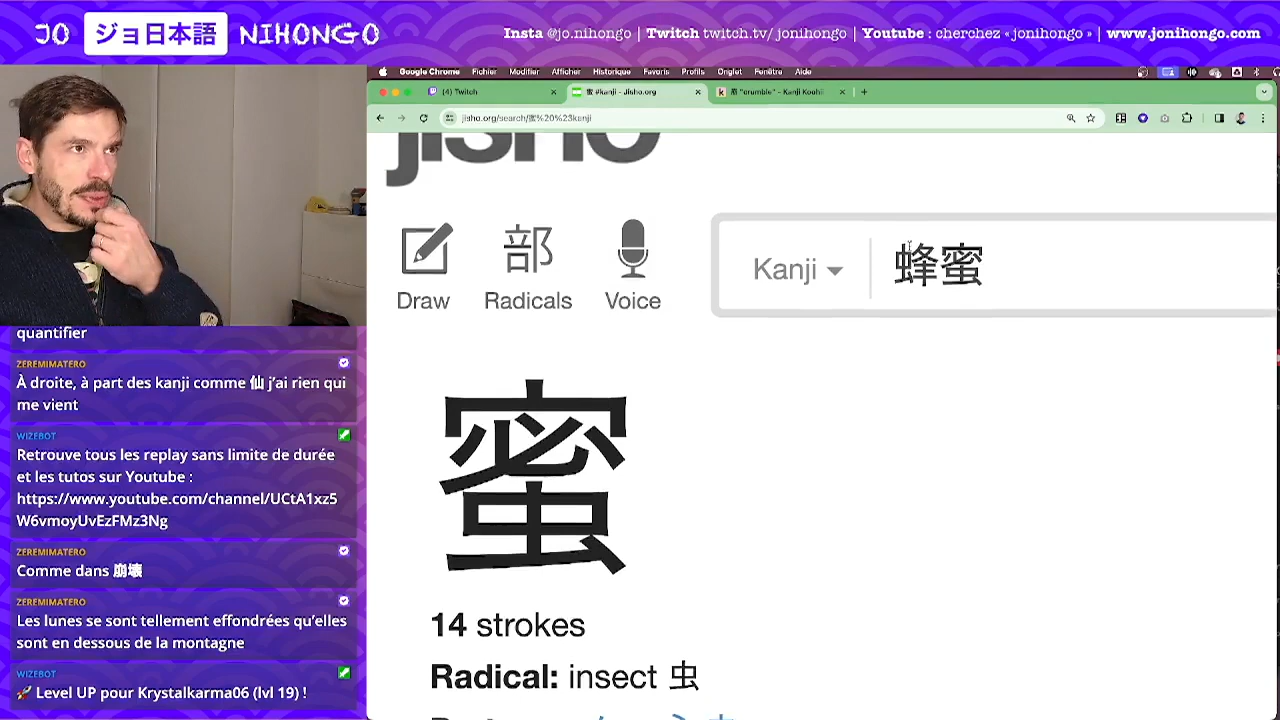 JO ジョ日本語 NIHONGO
Insta @jo.nihongo | Twitch twitch.tv/ jonihongo | Youtube : cherchez « jonihongo » | www.jonihongo.com
Google Chrome Fichier Modifier Afficher Historique Favoris Profils Onglet Fenêtre Aide
(4) Twitch
蜜 #kanji - Jisho.org
"crumble" - Kanji Koohii
jisho.org/search/蜜%20%23kanji
jisho
Draw
部
Radicals
Voice
Kanji
蜂蜜
蜜
14 strokes
Radical: insect 虫
quantifier
ZEREMIMATERO
À droite, à part des kanji comme 仙 j'ai rien qui
me vient
WIZEBOT
Retrouve tous les replay sans limite de durée
et les tutos sur Youtube :
https://www.youtube.com/channel/UCtA1xz5
W6vmoyUvEzFMz3Ng
ZEREMIMATERO
Comme dans 崩壊
ZEREMIMATERO
Les lunes se sont tellement effondrées qu'elles
sont en dessous de la montagne
WIZEBOT
🚀 Level UP pour Krystalkarma06 (lvl 19) !